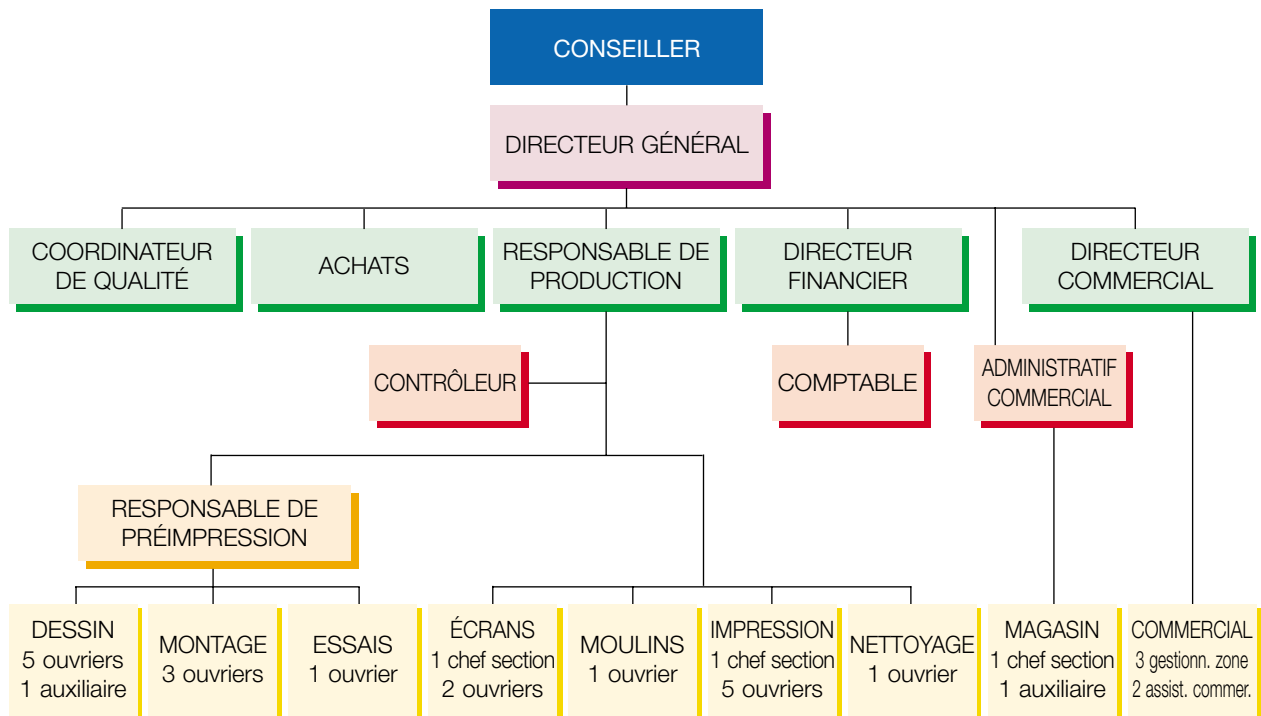 CONSEILLER
DIRECTEUR GÉNÉRAL
COORDINATEUR
DE QUALITÉ
ACHATS
RESPONSABLE DE
PRODUCTION
DIRECTEUR
FINANCIER
DIRECTEUR
COMMERCIAL
CONTRÔLEUR
COMPTABLE
ADMINISTRATIF
COMMERCIAL
RESPONSABLE DE
PRÉIMPRESSION
DESSIN
5 ouvriers
1 auxiliaire
MONTAGE
3 ouvriers
ESSAIS
1 ouvrier
ÉCRANS
1 chef section
2 ouvriers
MOULINS
1 ouvrier
IMPRESSION
1 chef section
5 ouvriers
NETTOYAGE
1 ouvrier
MAGASIN
1 chef section
1 auxiliaire
COMMERCIAL
3 gestionn. zone
2 assist. commer.